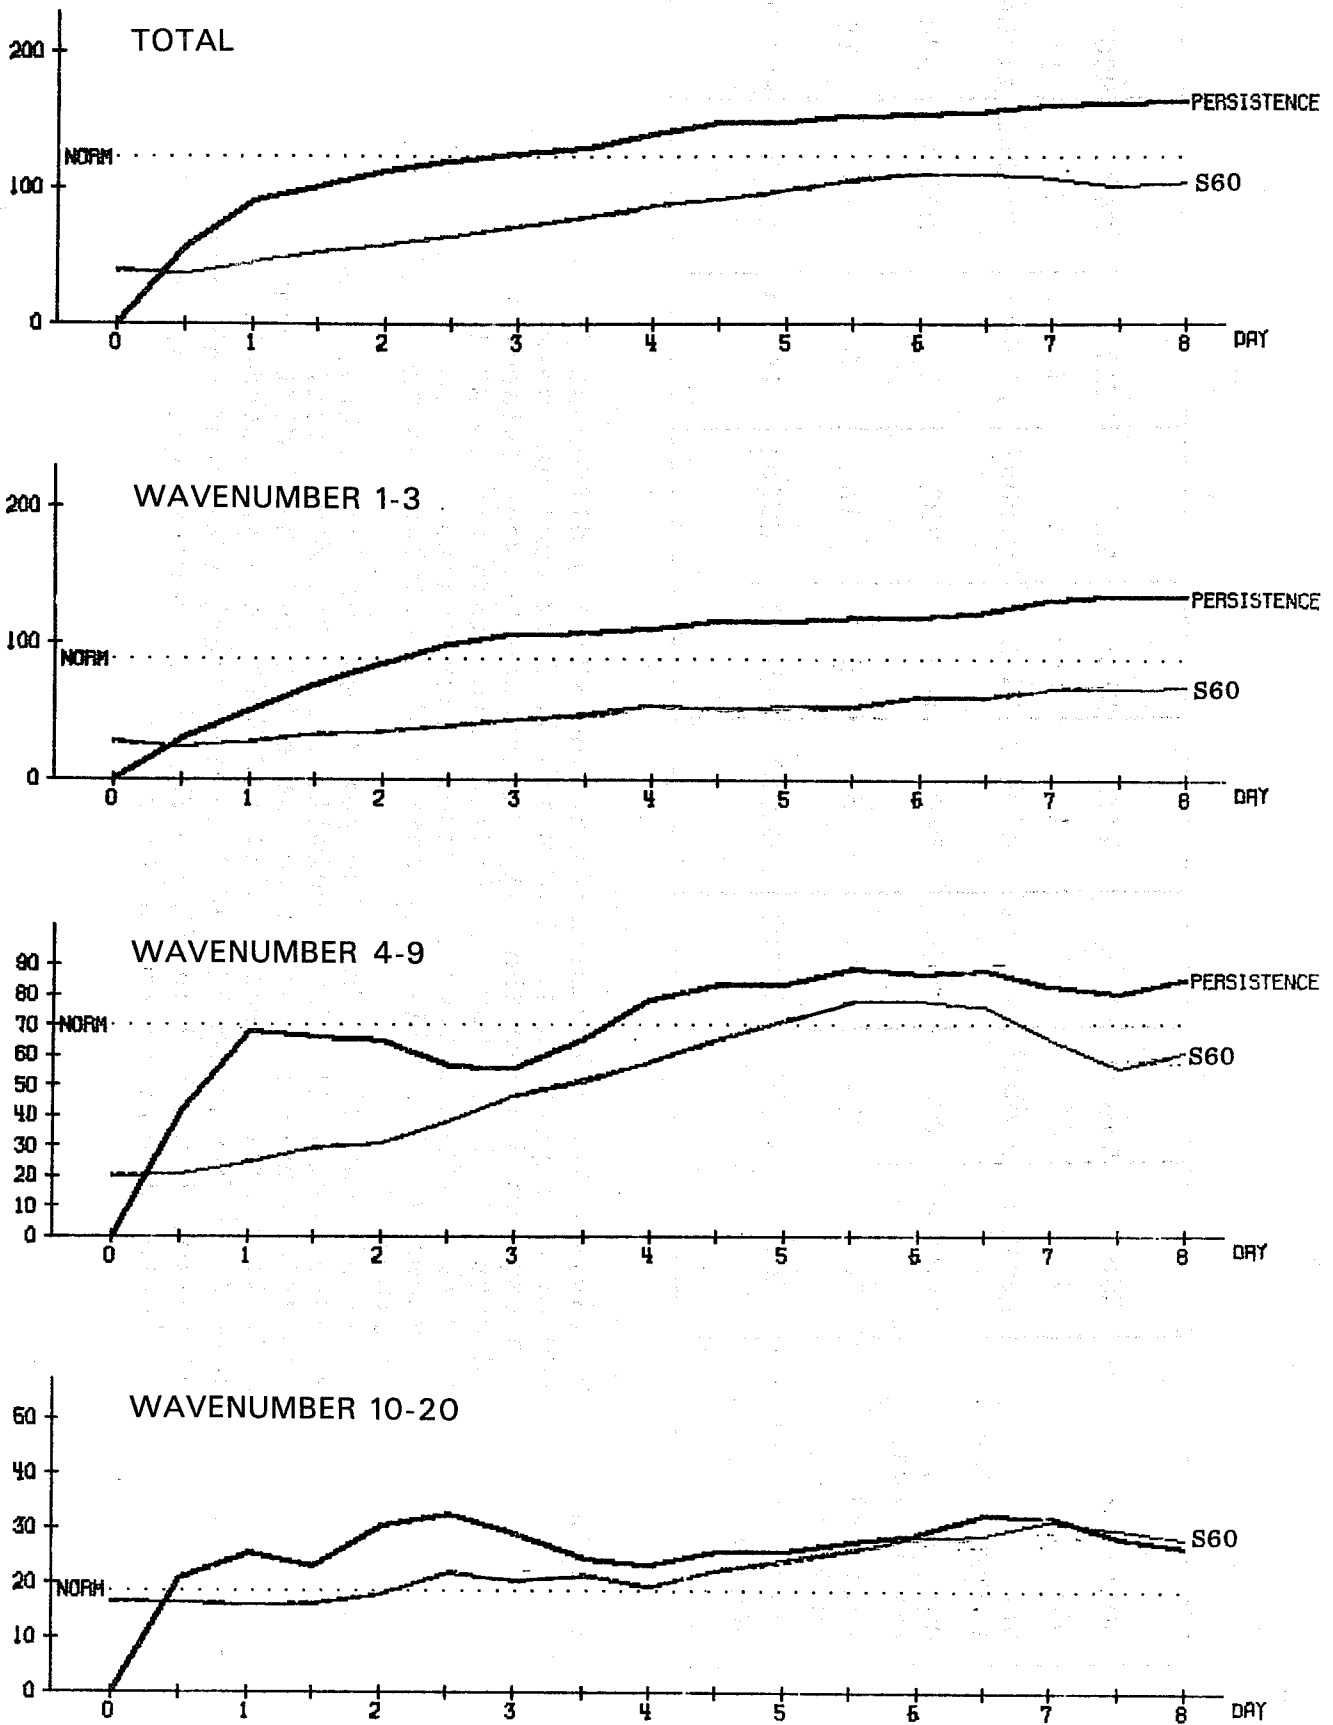 TOTAL
200
PERSISTENCE
NORM
100
S60
0
0 1 2 3 4 5 6 7 8 DAY
WAVENUMBER 1-3
200
PERSISTENCE
100
NORM
S60
0
0 1 2 3 4 5 6 7 8 DAY
WAVENUMBER 4-9
90
80
PERSISTENCE
70 NORM
60
S60
50
40
30
20
10
0
0 1 2 3 4 5 6 7 8 DAY
WAVENUMBER 10-20
60
40
30
S60
20
NORM
10
0
0 1 2 3 4 5 6 7 8 DAY